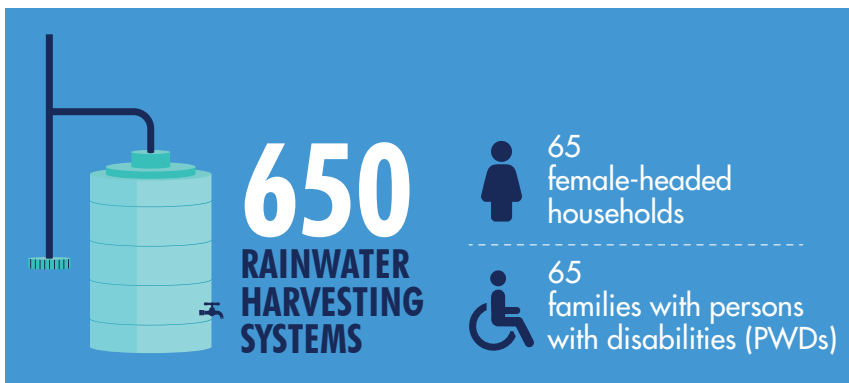 650
RAINWATER
HARVESTING
SYSTEMS
65
female-headed
households
65
families with persons
with disabilities (PWDs)